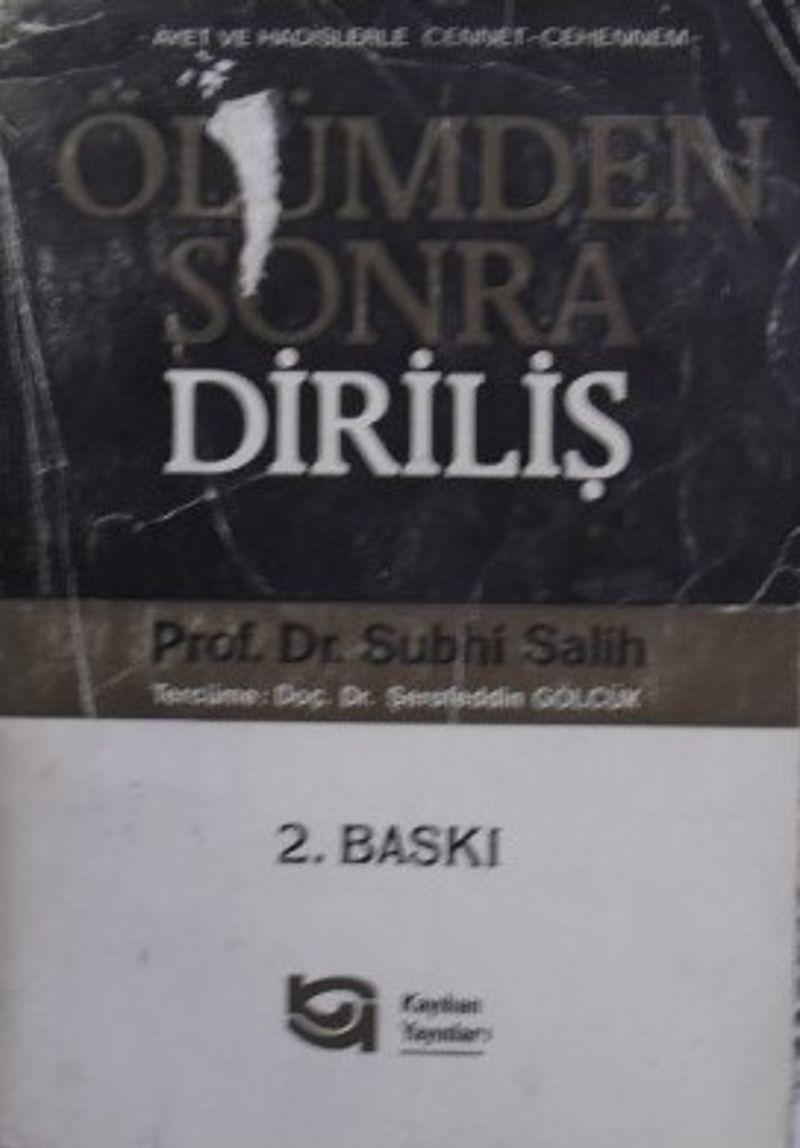 -AYET VE HADİSLERLE CENNET-CEHENNEM-
ÖLÜMDEN
SONRA
DİRİLİŞ
Prof. Dr. Subhi Salih
Tercüme: Doç. Dr. Şerafeddin GÖLCÜK
2. BASKI
Kayıhan
Yayınları